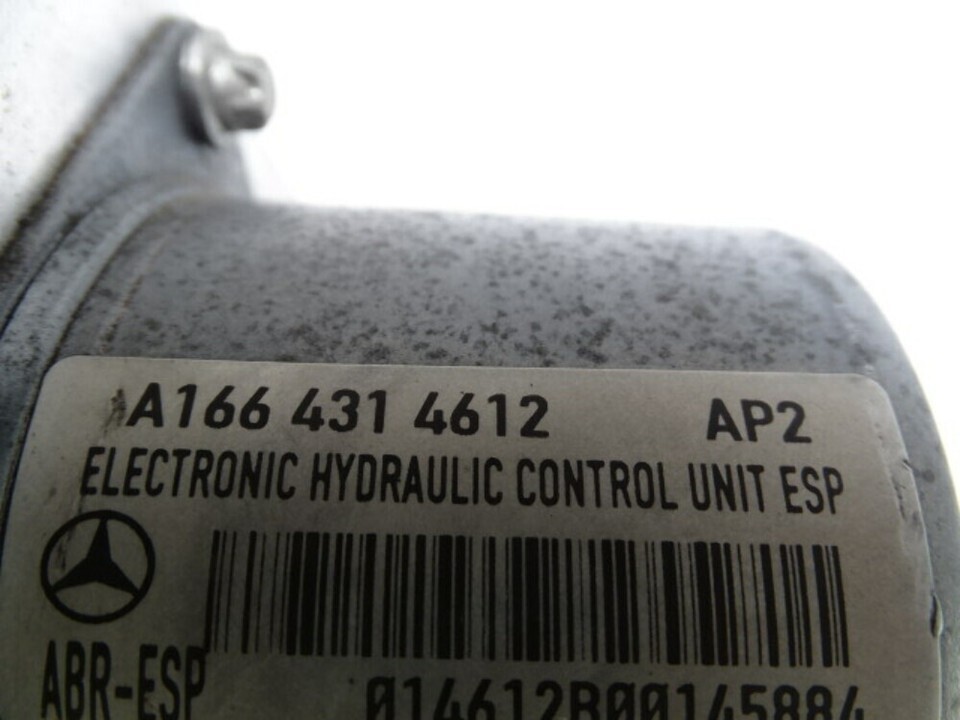 A166 431 4612 AP2
ELECTRONIC HYDRAULIC CONTROL UNIT ESP
ABR-ESP
014612B00145884